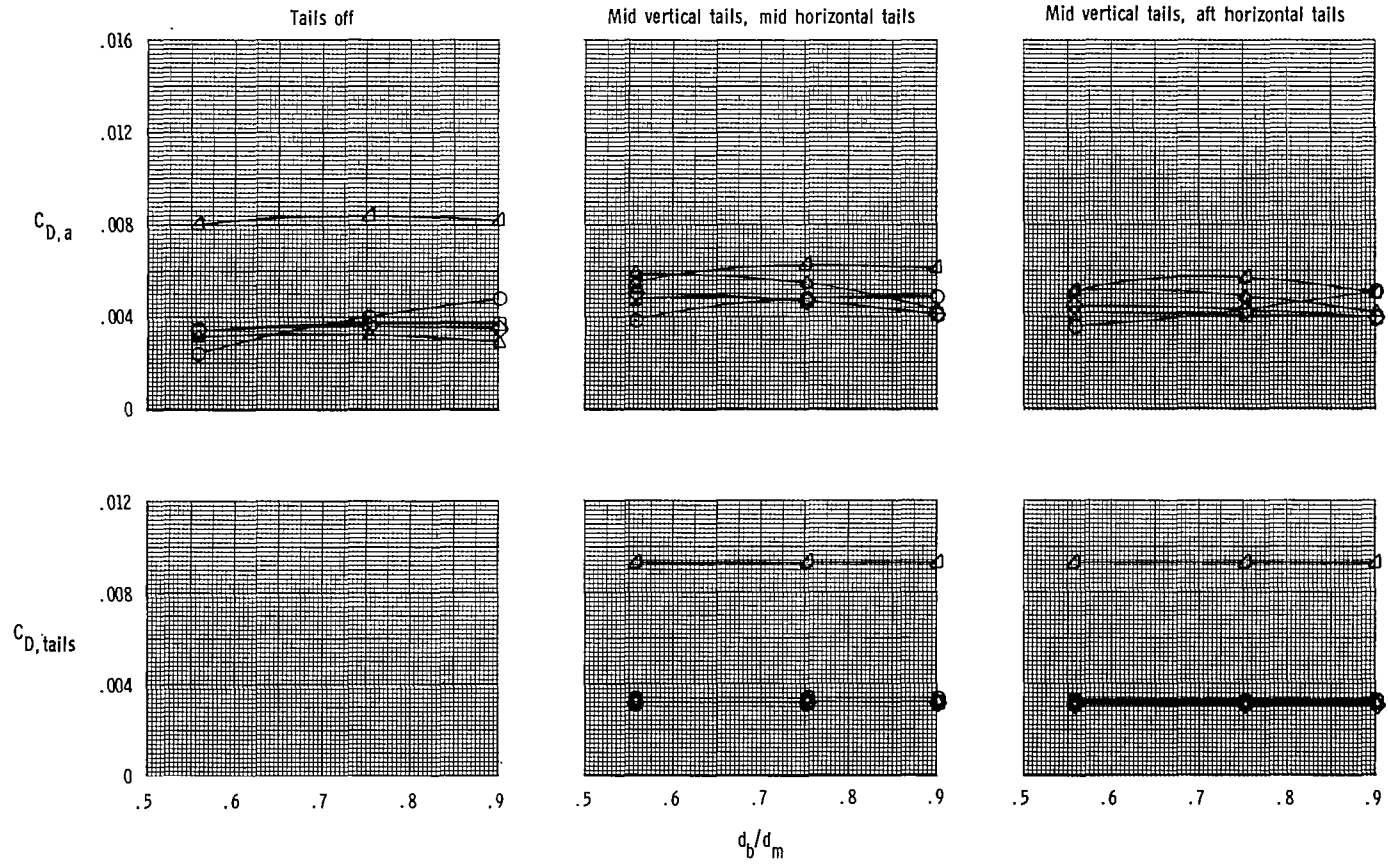 Tails off
Mid vertical tails, mid horizontal tails
Mid vertical tails, aft horizontal tails
.016
.012
.008
.004
0
C_D,a
.012
.008
.004
0
C_D,tails
.5 .6 .7 .8 .9
.5 .6 .7 .8 .9
.5 .6 .7 .8 .9
d_b/d_m